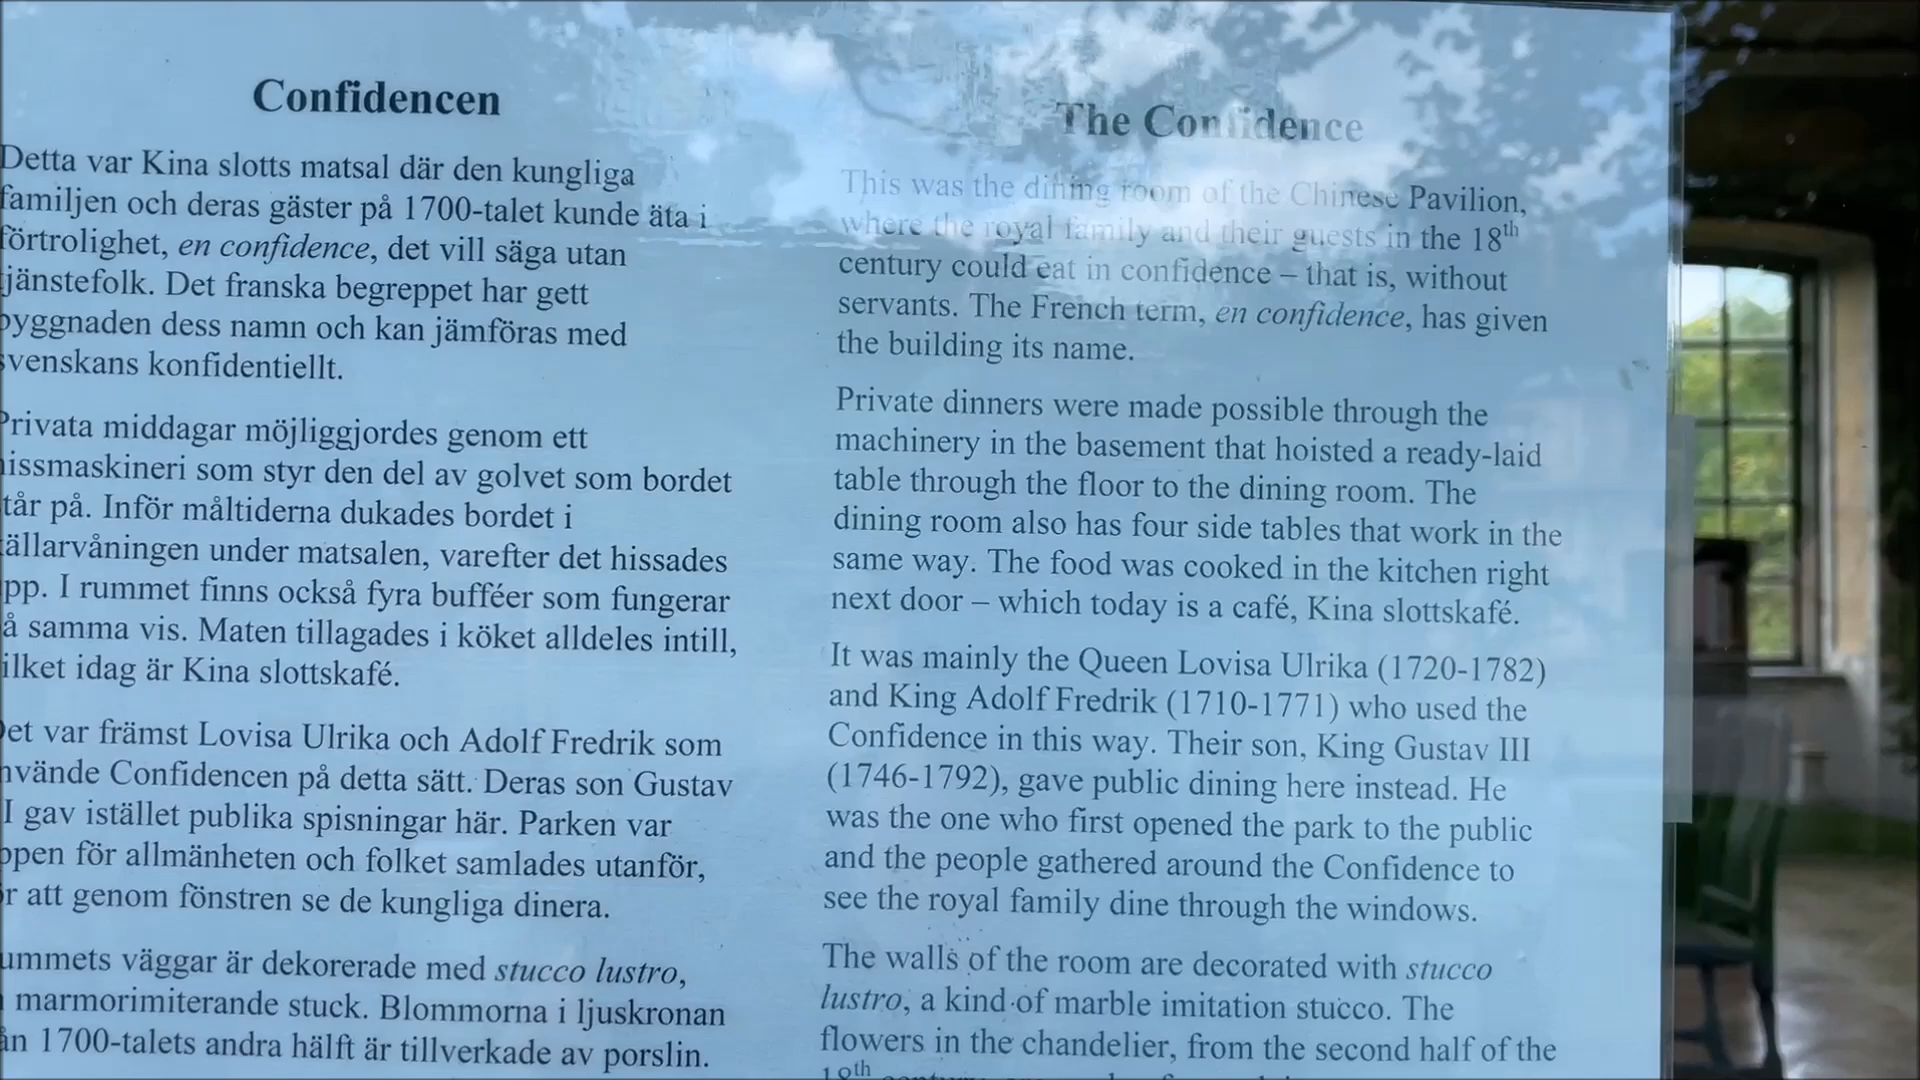 Confidencen
Detta var Kina slotts matsal där den kungliga
familjen och deras gäster på 1700-talet kunde äta i
förtrolighet, en confidence, det vill säga utan
jänstefolk. Det franska begreppet har gett
byggnaden dess namn och kan jämföras med
svenskans konfidentiellt.
Privata middagar möjliggjordes genom ett
issmaskineri som styr den del av golvet som bordet
tår på. Inför måltiderna dukades bordet i
ällarvåningen under matsalen, varefter det hissades
pp. I rummet finns också fyra bufféer som fungerar
å samma vis. Maten tillagades i köket alldeles intill,
ilket idag är Kina slottskafé.
Det var främst Lovisa Ulrika och Adolf Fredrik som
nvände Confidencen på detta sätt. Deras son Gustav
I gav istället publika spisningar här. Parken var
öppen för allmänheten och folket samlades utanför,
ör att genom fönstren se de kungliga dinera.
ummets väggar är dekorerade med stucco lustro,
marmorimiterande stuck. Blommorna i ljuskronan
ån 1700-talets andra hälft är tillverkade av porslin.
The Confidence
This was the dining room of the Chinese Pavilion,
where the royal family and their guests in the 18th
century could eat in confidence – that is, without
servants. The French term, en confidence, has given
the building its name.
Private dinners were made possible through the
machinery in the basement that hoisted a ready-laid
table through the floor to the dining room. The
dining room also has four side tables that work in the
same way. The food was cooked in the kitchen right
next door – which today is a café, Kina slottskafé.
It was mainly the Queen Lovisa Ulrika (1720-1782)
and King Adolf Fredrik (1710-1771) who used the
Confidence in this way. Their son, King Gustav III
(1746-1792), gave public dining here instead. He
was the one who first opened the park to the public
and the people gathered around the Confidence to
see the royal family dine through the windows.
The walls of the room are decorated with stucco
lustro, a kind of marble imitation stucco. The
flowers in the chandelier, from the second half of the